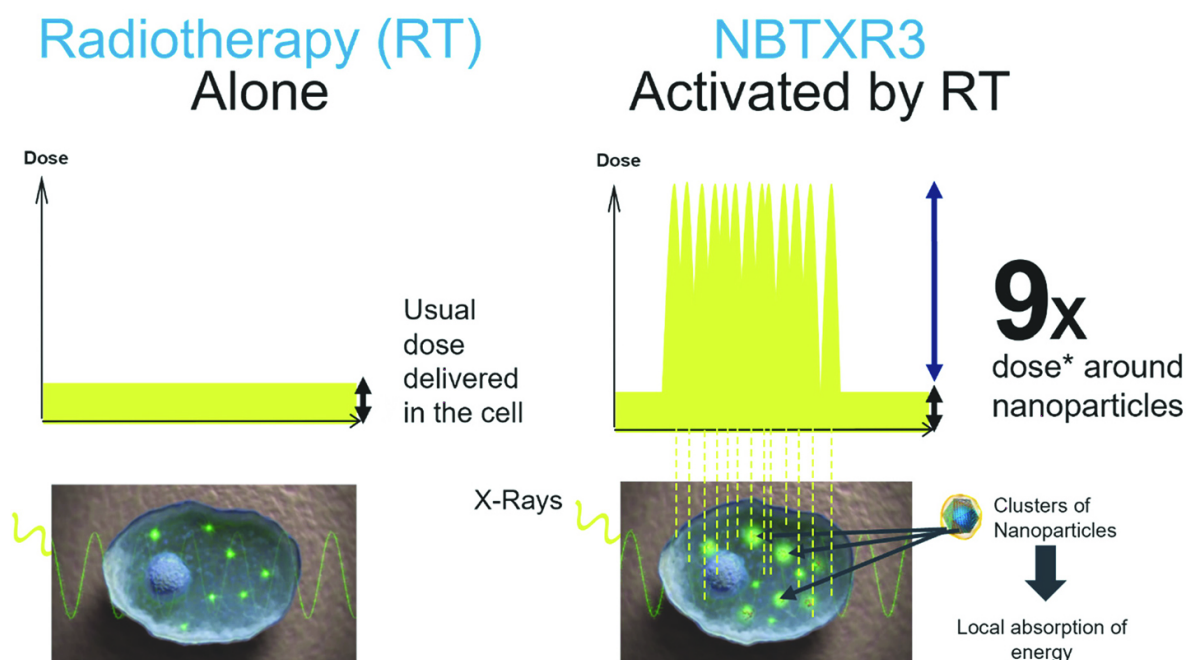 Radiotherapy (RT)
Alone
NBTXR3
Activated by RT
Dose
Usual
dose
delivered
in the cell
Dose
9x
dose* around
nanoparticles
X-Rays
Clusters of
Nanoparticles
Local absorption of
energy